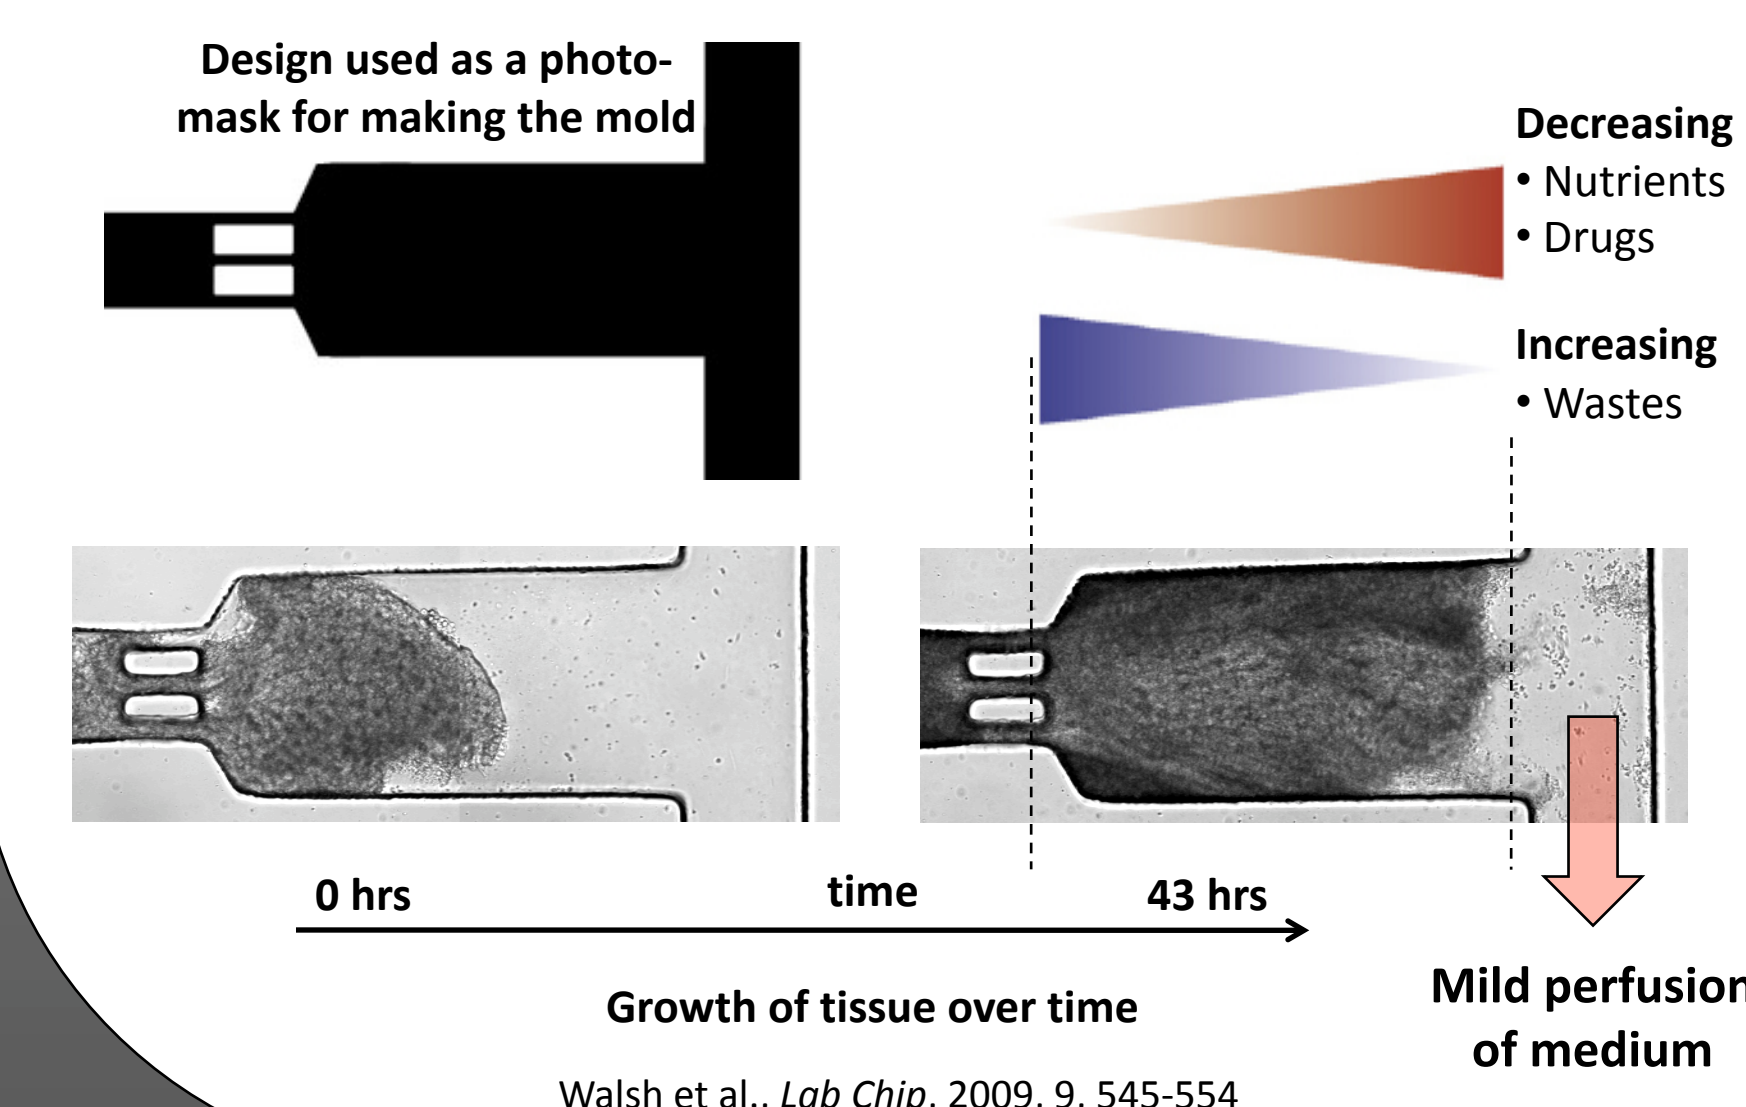 Design used as a photo-
mask for making the mold
Decreasing
• Nutrients
• Drugs
Increasing
• Wastes
0 hrs
time
43 hrs
Growth of tissue over time
Mild perfusion
of medium
Walsh et al., Lab Chip, 2009, 9, 545-554